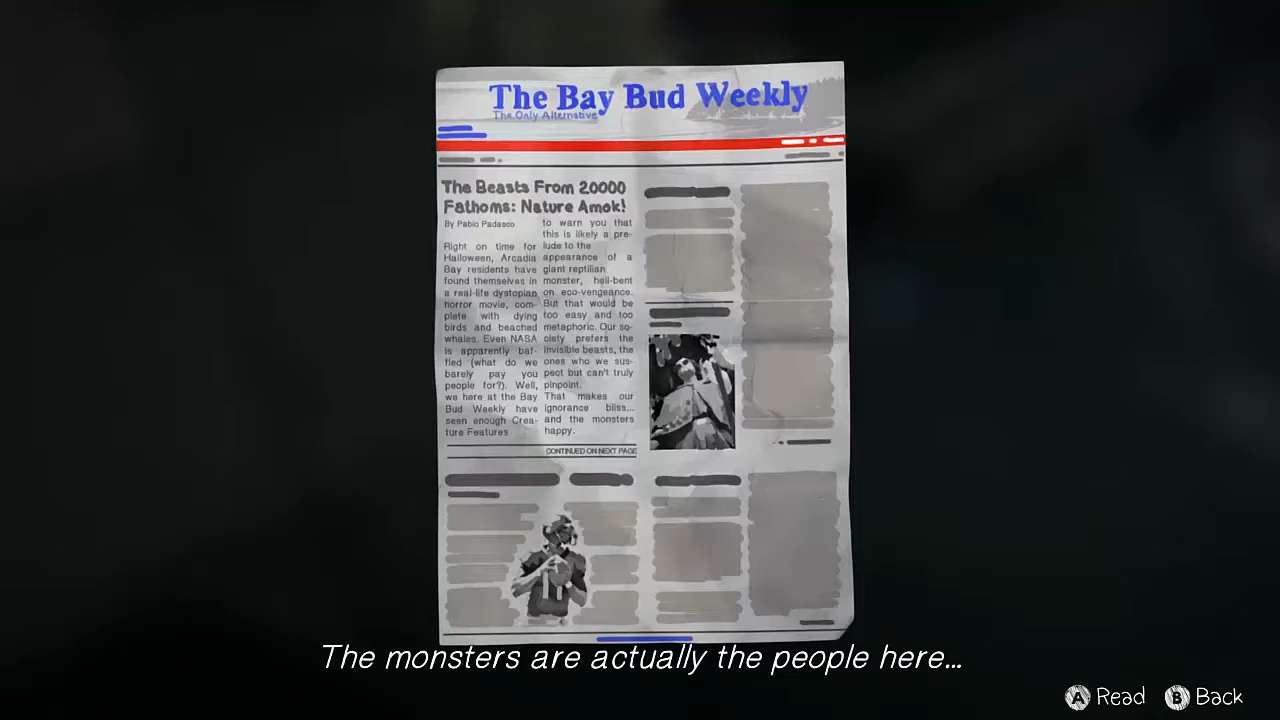 The Bay Bud Weekly
The Only Alternative
The Beasts From 20000
Fathoms: Nature Amok!
By Pablo Padasco
Right on time for
Halloween, Arcadia
Bay residents have
found themselves in
a real-life dystopian
horror movie, com-
plete with dying
birds and beached
whales. Even NASA
is apparently baf-
fled (what do we
barely pay you
people for?). Well,
we here at the Bay
Bud Weekly have
seen enough Crea-
ture Features
to warn you that
this is likely a pre-
lude to the
appearance of a
giant reptilian
monster, hell-bent
on eco-vengeance.
But that would be
too easy and too
metaphoric. Our so-
ciety prefers the
invisible beasts, the
ones who we sus-
pect but can't truly
pinpoint.
That makes our
ignorance bliss...
and the monsters
happy.
CONTINUED ON NEXT PAGE
The monsters are actually the people here...
A Read B Back